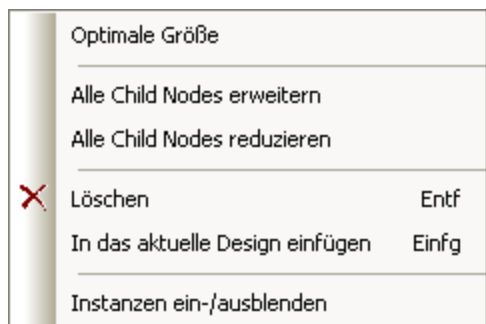 Optimale Größe
Alle Child Nodes erweitern
Alle Child Nodes reduzieren
Löschen Entf
In das aktuelle Design einfügen Einfg
Instanzen ein-/ausblenden